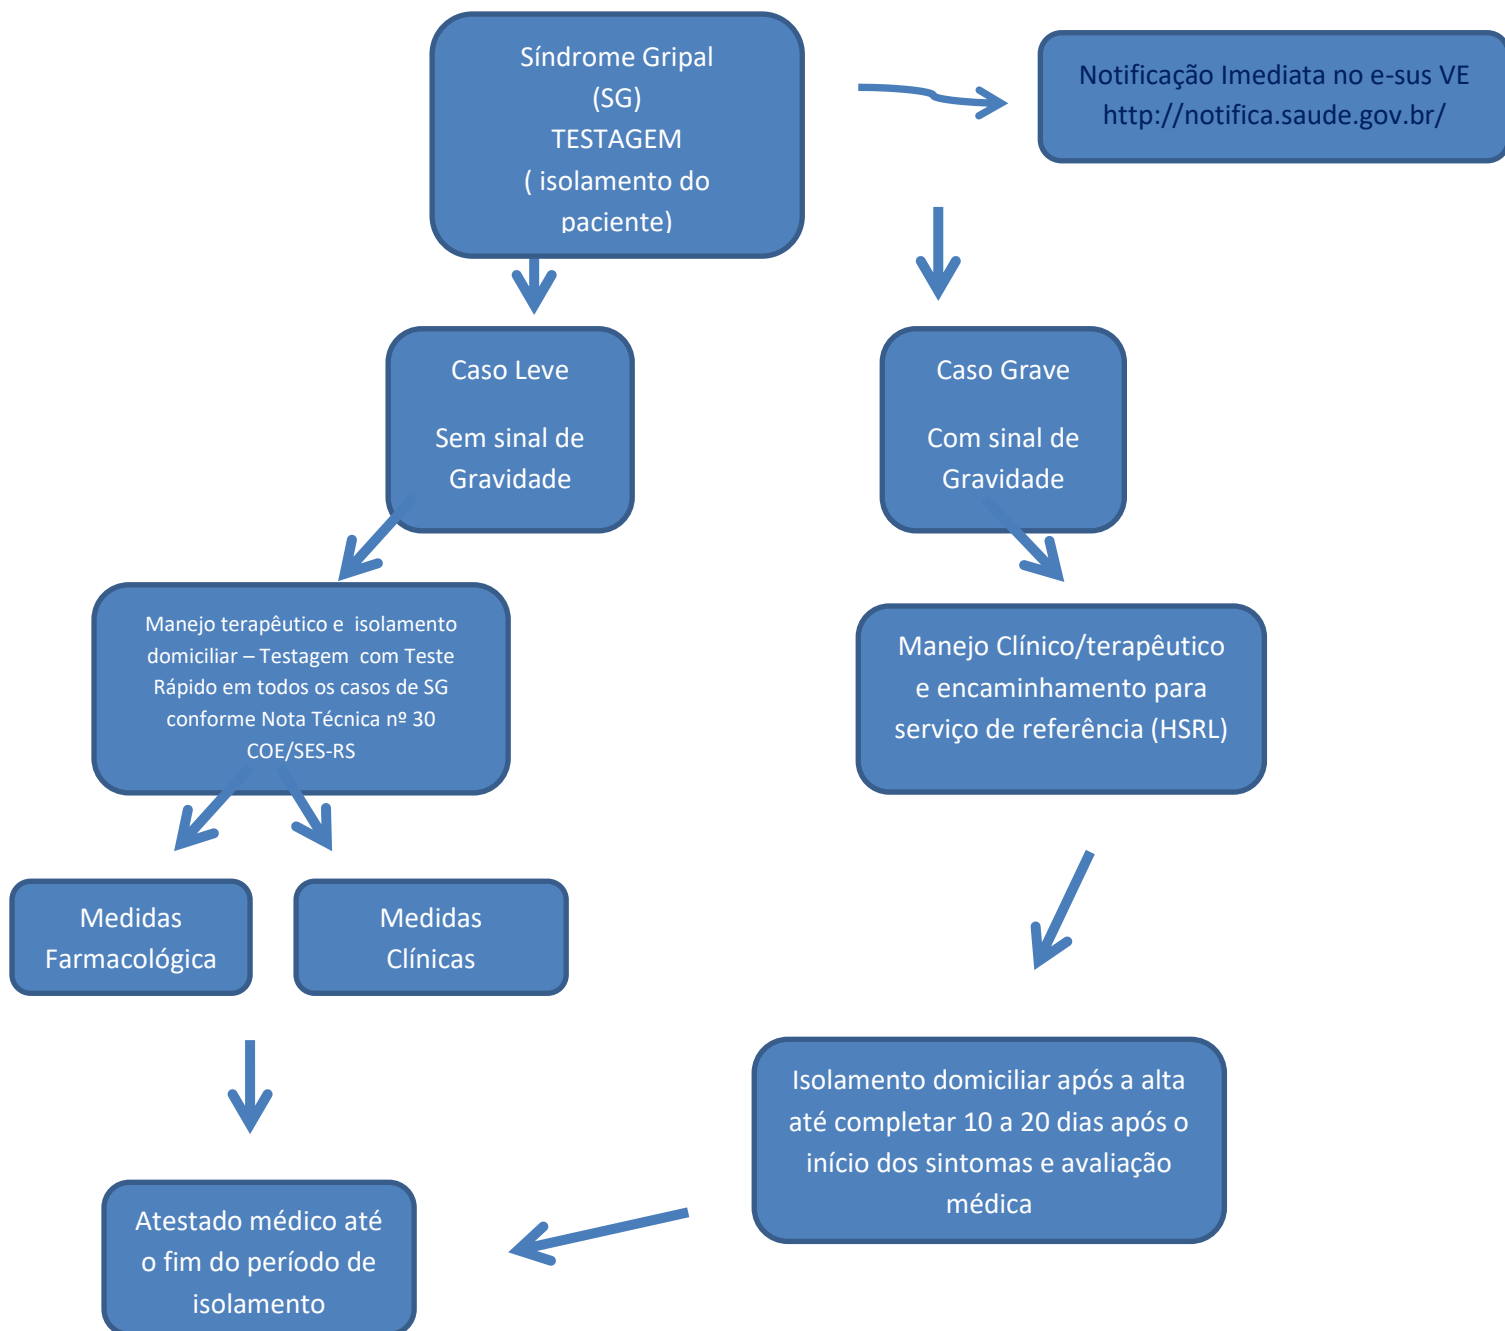 Síndrome Gripal
(SG)
TESTAGEM
( isolamento do
paciente)
Notificação Imediata no e-sus VE
http://notifica.saude.gov.br/
Caso Leve
Sem sinal de
Gravidade
Caso Grave
Com sinal de
Gravidade
Manejo terapêutico e  isolamento
domiciliar – Testagem  com Teste
Rápido em todos os casos de SG
conforme Nota Técnica nº 30
COE/SES-RS
Manejo Clínico/terapêutico
e encaminhamento para
serviço de referência (HSRL)
Medidas
Farmacológica
Medidas
Clínicas
Isolamento domiciliar após a alta
até completar 10 a 20 dias após o
início dos sintomas e avaliação
médica
Atestado médico até
o fim do período de
isolamento